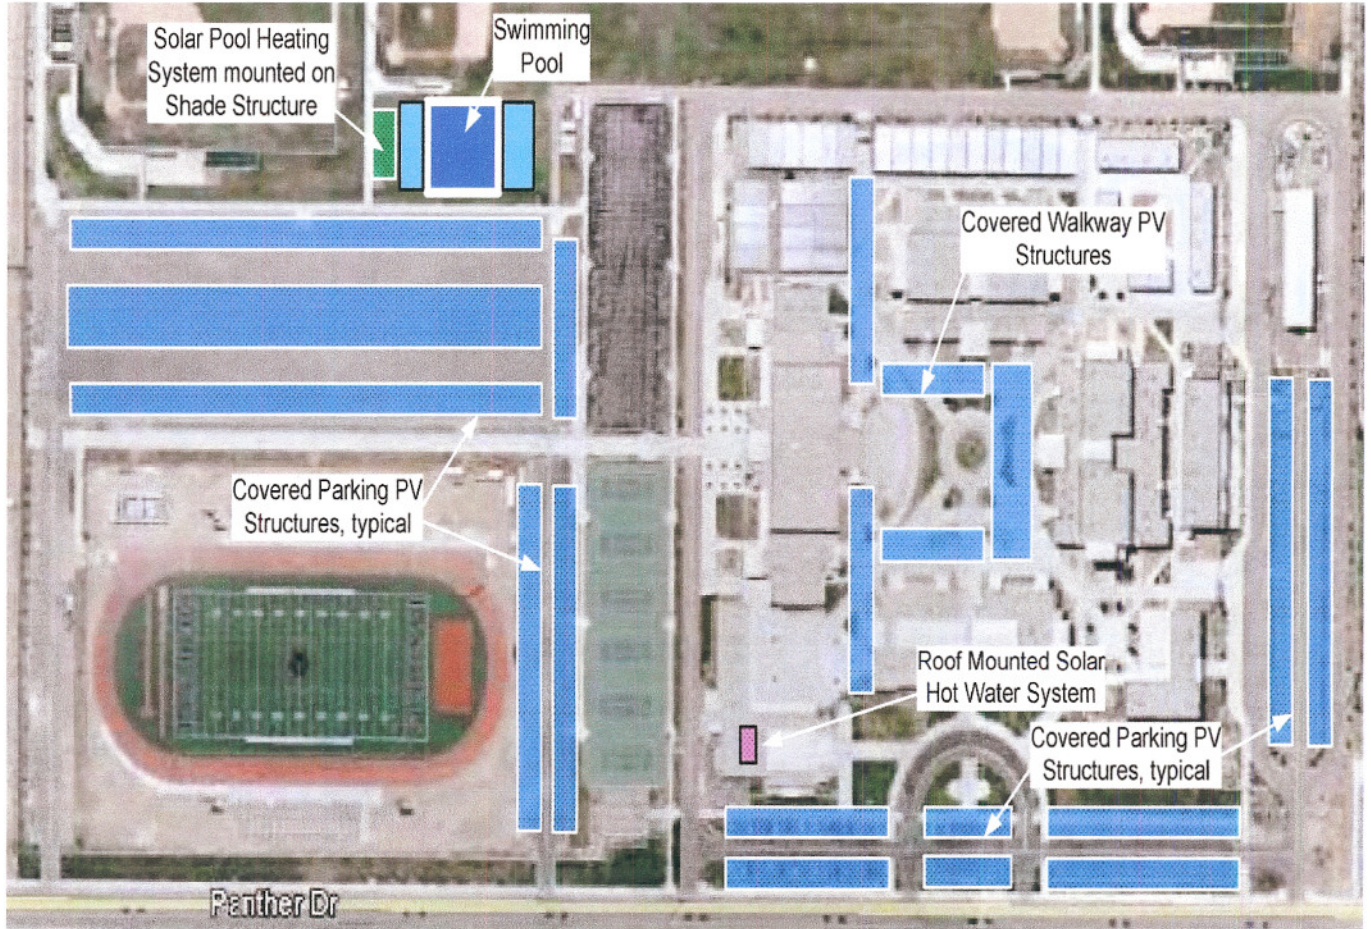 Solar Pool Heating
System mounted on
Shade Structure
Swimming
Pool
Covered Walkway PV
Structures
Covered Parking PV
Structures, typical
Roof Mounted Solar
Hot Water System
Covered Parking PV
Structures, typical
Panther Dr